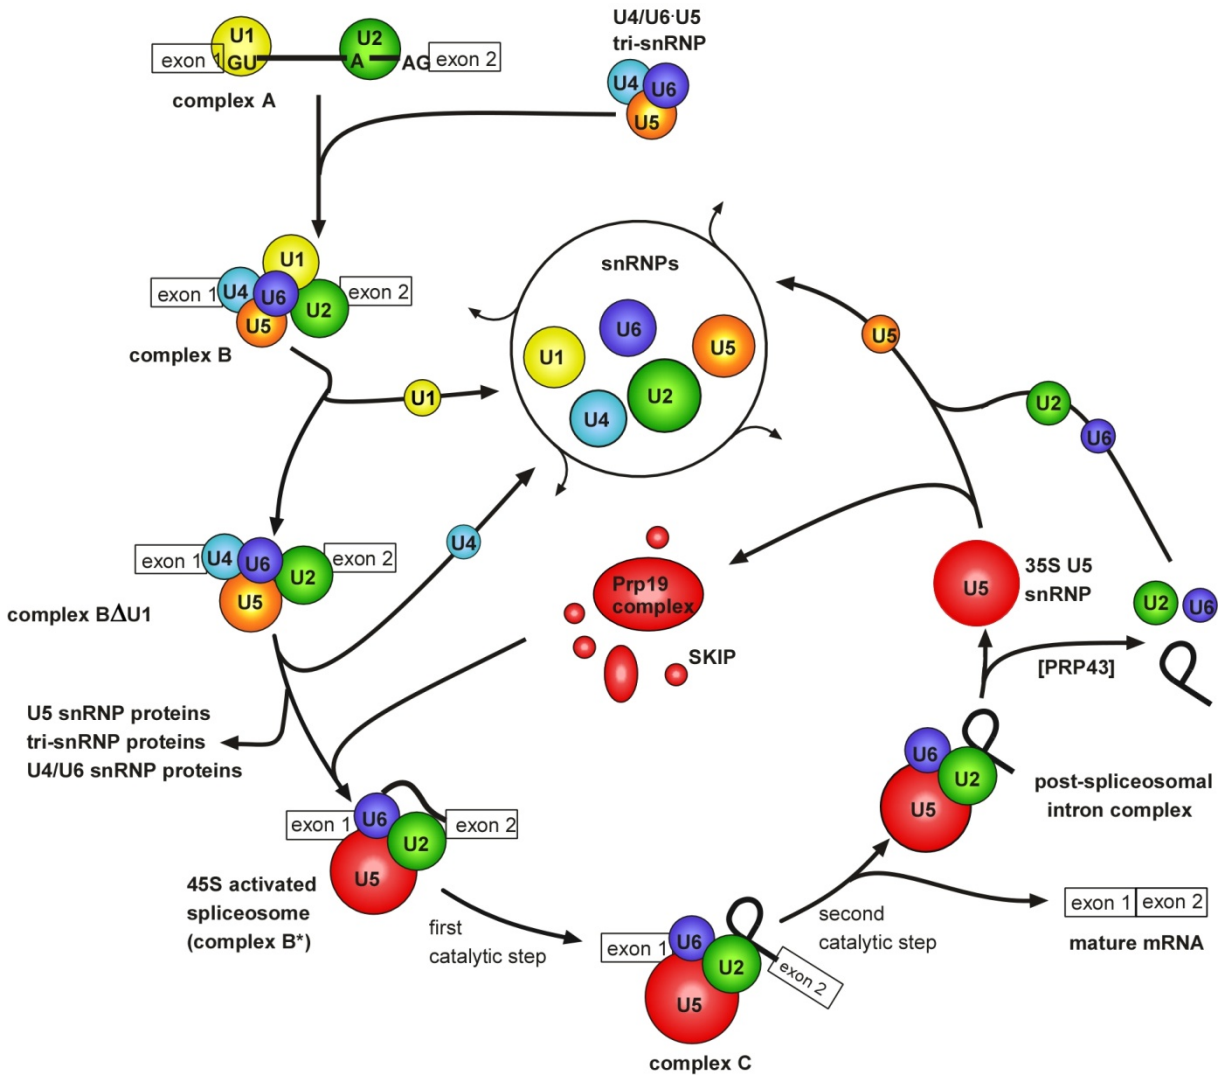 U4/U6·U5
tri-snRNP
U1
U2
exon 1
GU
A
AG
exon 2
complex A
U4
U6
U5
U1
exon 1
U4
U6
U2
exon 2
U5
complex B
snRNPs
U6
U1
U5
U2
U4
U5
U2
U6
U1
U4
exon 1
U4
U6
U2
exon 2
U5
complex BΔU1
Prp19
complex
SKIP
U5
35S U5
snRNP
U2
U6
[PRP43]
U5 snRNP proteins
tri-snRNP proteins
U4/U6 snRNP proteins
U6
U2
U5
post-spliceosomal
intron complex
exon 1
U6
exon 2
U2
U5
45S activated
spliceosome
(complex B*)
first
catalytic step
second
catalytic step
exon 1
exon 2
mature mRNA
exon 1
U6
U2
exon 2
U5
complex C